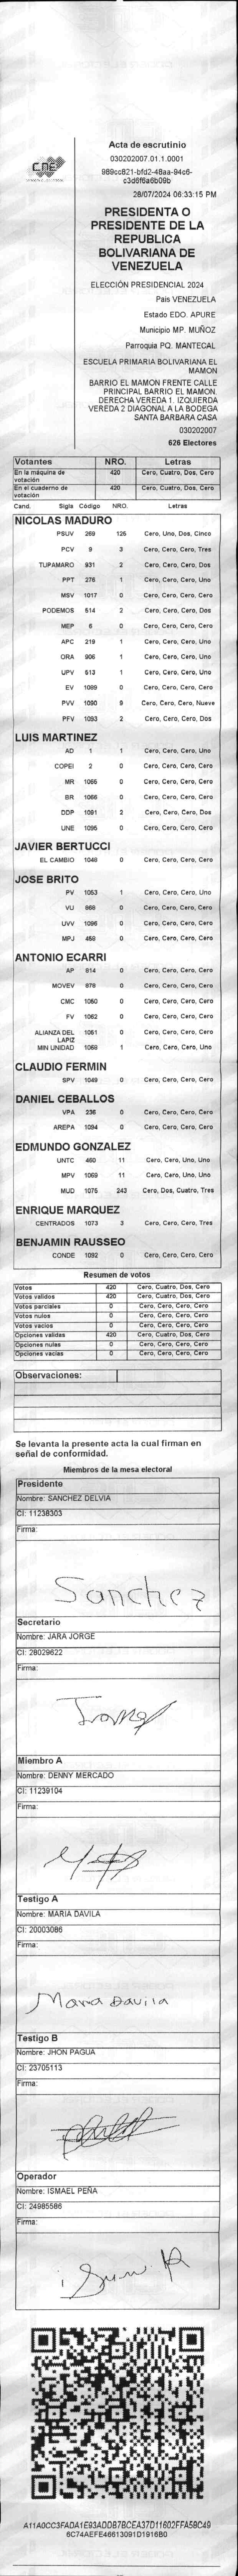 CNE
Acta de escrutinio
030202007.01.1.0001
989cc821-bfd2-48aa-94c6-
c3d6f6a6b09b
28/07/2024 06:33:15 PM
PRESIDENTA O
PRESIDENTE DE LA
REPUBLICA
BOLIVARIANA DE
VENEZUELA
ELECCIÓN PRESIDENCIAL 2024
Pais VENEZUELA
Estado EDO. APURE
Municipio MP. MUÑOZ
Parroquia PQ. MANTECAL
ESCUELA PRIMARIA BOLIVARIANA EL
MAMON
BARRIO EL MAMON FRENTE CALLE
PRINCIPAL BARRIO EL MAMON.
DERECHA VEREDA 1. IZQUIERDA
VEREDA 2 DIAGONAL A LA BODEGA
SANTA BARBARA CASA
030202007
626 Electores
Votantes NRO. Letras
En la máquina de votación 420 Cero, Cuatro, Dos, Cero
En el cuaderno de votación 420 Cero, Cuatro, Dos, Cero
Cand. Sigla Código NRO. Letras
NICOLAS MADURO
PSUV 269 125 Cero, Uno, Dos, Cinco
PCV 9 3 Cero, Cero, Cero, Tres
TUPAMARO 931 2 Cero, Cero, Cero, Dos
PPT 276 1 Cero, Cero, Cero, Uno
MSV 1017 0 Cero, Cero, Cero, Cero
PODEMOS 514 2 Cero, Cero, Cero, Dos
MEP 6 0 Cero, Cero, Cero, Cero
APC 219 1 Cero, Cero, Cero, Uno
ORA 906 1 Cero, Cero, Cero, Uno
UPV 513 1 Cero, Cero, Cero, Uno
EV 1089 0 Cero, Cero, Cero, Cero
PVV 1090 9 Cero, Cero, Cero, Nueve
PFV 1093 2 Cero, Cero, Cero, Dos
LUIS MARTINEZ
AD 1 1 Cero, Cero, Cero, Uno
COPEI 2 0 Cero, Cero, Cero, Cero
MR 1065 0 Cero, Cero, Cero, Cero
BR 1066 0 Cero, Cero, Cero, Cero
DDP 1091 2 Cero, Cero, Cero, Dos
UNE 1095 0 Cero, Cero, Cero, Cero
JAVIER BERTUCCI
EL CAMBIO 1048 0 Cero, Cero, Cero, Cero
JOSE BRITO
PV 1053 1 Cero, Cero, Cero, Uno
VU 868 0 Cero, Cero, Cero, Cero
UVV 1096 0 Cero, Cero, Cero, Cero
MPJ 458 0 Cero, Cero, Cero, Cero
ANTONIO ECARRI
AP 814 0 Cero, Cero, Cero, Cero
MOVEV 878 0 Cero, Cero, Cero, Cero
CMC 1050 0 Cero, Cero, Cero, Cero
FV 1062 0 Cero, Cero, Cero, Cero
ALIANZA DEL LAPIZ 1051 0 Cero, Cero, Cero, Cero
MIN UNIDAD 1068 1 Cero, Cero, Cero, Uno
CLAUDIO FERMIN
SPV 1049 0 Cero, Cero, Cero, Cero
DANIEL CEBALLOS
VPA 236 0 Cero, Cero, Cero, Cero
AREPA 1094 0 Cero, Cero, Cero, Cero
EDMUNDO GONZALEZ
UNTC 460 11 Cero, Cero, Uno, Uno
MPV 1069 11 Cero, Cero, Uno, Uno
MUD 1075 243 Cero, Dos, Cuatro, Tres
ENRIQUE MARQUEZ
CENTRADOS 1073 3 Cero, Cero, Cero, Tres
BENJAMIN RAUSSEO
CONDE 1092 0 Cero, Cero, Cero, Cero
Resumen de votos
Votos 420 Cero, Cuatro, Dos, Cero
Votos validos 420 Cero, Cuatro, Dos, Cero
Votos parciales 0 Cero, Cero, Cero, Cero
Votos nulos 0 Cero, Cero, Cero, Cero
Votos vacios 0 Cero, Cero, Cero, Cero
Opciones validas 420 Cero, Cuatro, Dos, Cero
Opciones nulas 0 Cero, Cero, Cero, Cero
Opciones vacias 0 Cero, Cero, Cero, Cero
Observaciones:
Se levanta la presente acta la cual firman en
señal de conformidad.
Miembros de la mesa electoral
Presidente
Nombre: SANCHEZ DELVIA
CI: 11238303
Firma:
Sanchez
Secretario
Nombre: JARA JORGE
CI: 28029622
Firma:
Miembro A
Nombre: DENNY MERCADO
CI: 11239104
Firma:
Testigo A
Nombre: MARIA DAVILA
CI: 20003086
Firma:
Maria Davila
Testigo B
Nombre: JHON PAGUA
CI: 23705113
Firma:
Operador
Nombre: ISMAEL PEÑA
CI: 24985586
Firma:
A11A0CC3FADA1E93ADDB7BCEA37D11602FFA58C49
6C74AEFE46613091D1916B0